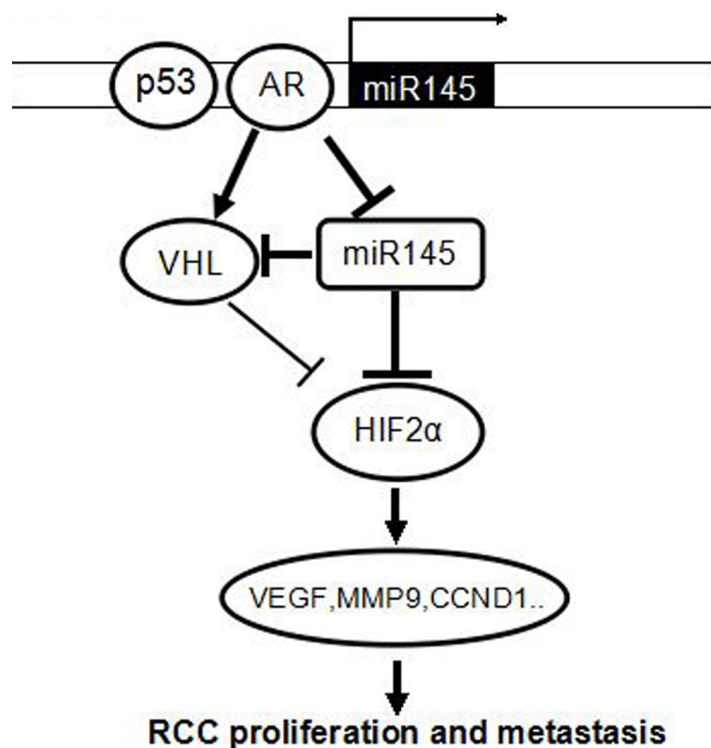 p53
AR
miR145
VHL
miR145
HIF2α
VEGF,MMP9,CCND1..
RCC proliferation and metastasis